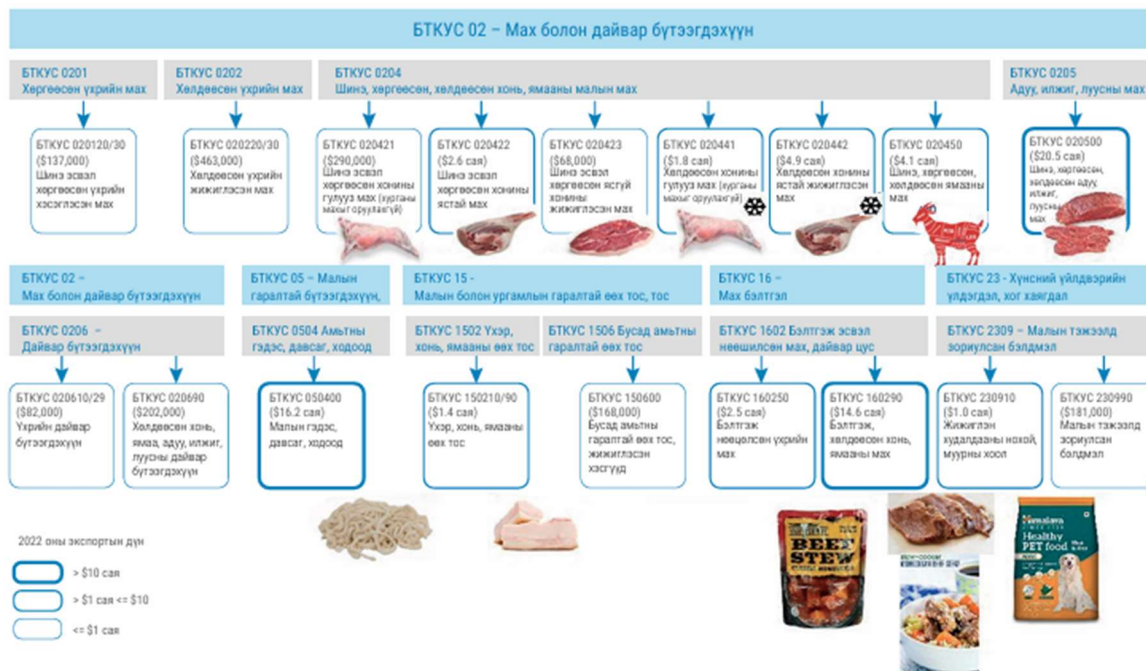 БТКУС 02 – Мах болон дайвар бүтээгдэхүүн
БТКУС 0201
Хөргөөсөн үхрийн мах
БТКУС 0202
Хөлдөөсөн үхрийн мах
БТКУС 0204
Шинэ, хөргөөсөн, хөлдөөсөн хонь, ямааны малын мах
БТКУС 0205
Адуу, илжиг, луусны мах
БТКУС 020120/30
($137,000)
Шинэ эсвэл
хөргөөсөн үхрийн
хэсэглэсэн мах
БТКУС 020220/30
($463,000)
Хөлдөөсөн үхрийн
жижиглэсэн мах
БТКУС 020421
($290,000)
Шинэ эсвэл
хөргөөсөн хонины
гулууз мах (хурганы
махыг оруулахгүй)
БТКУС 020422
($2.6 сая)
Шинэ эсвэл
хөргөөсөн хонины
ястай мах
БТКУС 020423
($68,000)
Шинэ эсвэл
хөргөөсөн ясгүй
хонины
жижиглэсэн мах
БТКУС 020441
($1.8 сая)
Хөлдөөсөн хонины
гулууз мах (хурганы
махыг оруулахгүй)
БТКУС 020442
($4.9 сая)
Хөлдөөсөн хонины
ястай жижиглэсэн
мах
БТКУС 020450
($4.1 сая)
Шинэ, хөргөөсөн,
хөлдөөсөн ямааны
мах
БТКУС 020500
($20.5 сая)
Шинэ, хөргөөсөн,
хөлдөөсөн адуу,
илжиг,
луусны
мах
БТКУС 02 –
Мах болон дайвар бүтээгдэхүүн
БТКУС 05 – Малын
гаралтай бүтээгдэхүүн,
БТКУС 15 -
Малын болон ургамлын гаралтай өөх тос, тос
БТКУС 16 –
Мах бэлтгэл
БТКУС 23 - Хүнсний үйлдвэрийн
үлдэгдэл, хог хаягдал
БТКУС 0206 –
Дайвар бүтээгдэхүүн
БТКУС 0504 Амьтны
гэдэс, давсаг, ходоод
БТКУС 1502 Үхэр,
хонь, ямааны өөх тос
БТКУС 1506 Бусад амьтны
гаралтай өөх тос
БТКУС 1602 Бэлтгэж эсвэл
нөөшилсөн мах, дайвар цус
БТКУС 2309 – Малын тэжээлд
зориулсан бэлдмэл
БТКУС 020610/29
($82,000)
Үхрийн дайвар
бүтээгдэхүүн
БТКУС 020690
($202,000)
Хөлдөөсөн хонь,
ямаа, адуу, илжиг,
луусны дайвар
бүтээгдэхүүн
БТКУС 050400
($16.2 сая)
Малын гэдэс,
давсаг, ходоод
БТКУС 150210/90
($1.4 сая)
Үхэр, хонь, ямааны
өөх тос
БТКУС 150600
($168,000)
Бусад амьтны
гаралтай өөх тос,
жижиглэсэн
хэсгүүд
БТКУС 160250
($2.5 сая)
Бэлтгэж
нөөцөлсөн үхрийн
мах
БТКУС 160290
($14.6 сая)
Бэлтгэж,
хөлдөөсөн хонь,
ямааны мах
БТКУС 230910
($1.0 сая)
Жижиглэн
худалдааны нохой,
муурны хоол
БТКУС 230990
($181,000)
Малын тэжээлд
зориулсан
бэлдмэл
2022 оны экспортын дүн
> $10 сая
> $1 сая <= $10
<= $1 сая
BEEF
STEW
Himalaya
Healthy
PET food